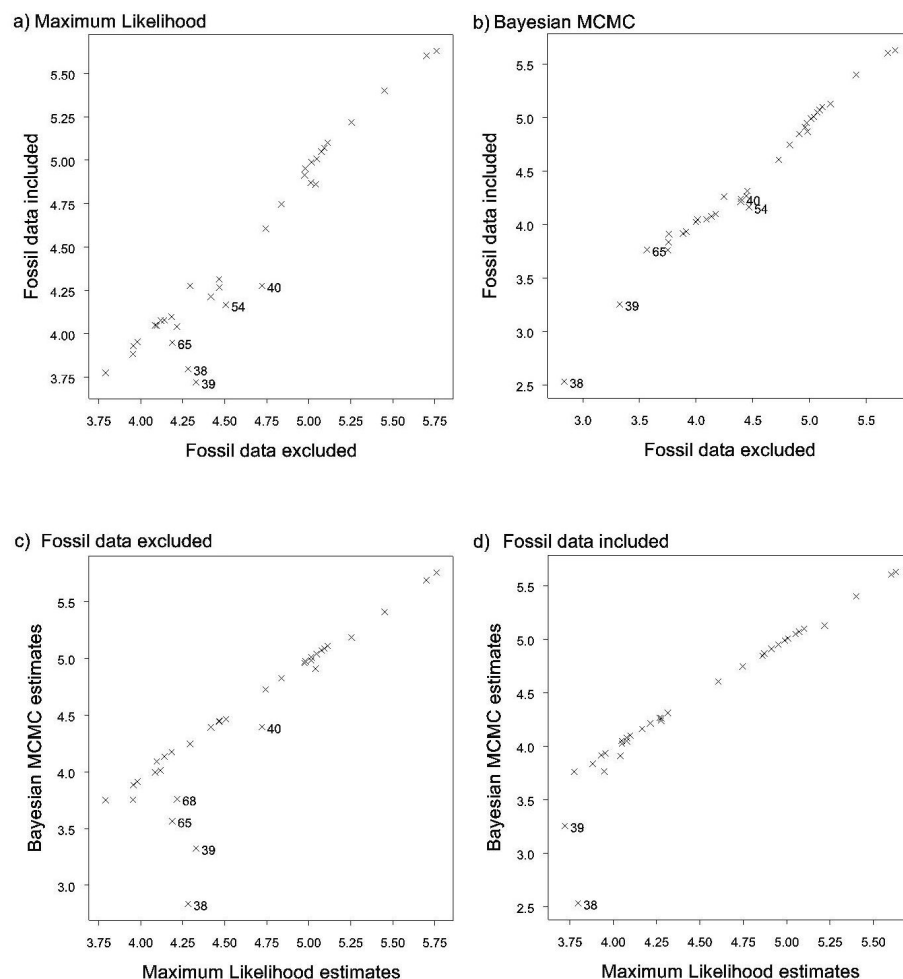 a) Maximum Likelihood
Fossil data included
5.50
5.25
5.00
4.75
4.50
4.25
4.00
3.75
40
54
65
38
39
3.75 4.00 4.25 4.50 4.75 5.00 5.25 5.50 5.75
Fossil data excluded
b) Bayesian MCMC
Fossil data included
5.5
5.0
4.5
4.0
3.5
3.0
2.5
40
54
65
39
38
3.0 3.5 4.0 4.5 5.0 5.5
Fossil data excluded
c) Fossil data excluded
Bayesian MCMC estimates
5.5
5.0
4.5
4.0
3.5
3.0
40
68
65
39
38
3.75 4.00 4.25 4.50 4.75 5.00 5.25 5.50 5.75
Maximum Likelihood estimates
d) Fossil data included
Bayesian MCMC estimates
5.5
5.0
4.5
4.0
3.5
3.0
2.5
39
38
3.75 4.00 4.25 4.50 4.75 5.00 5.25 5.50
Maximum Likelihood estimates